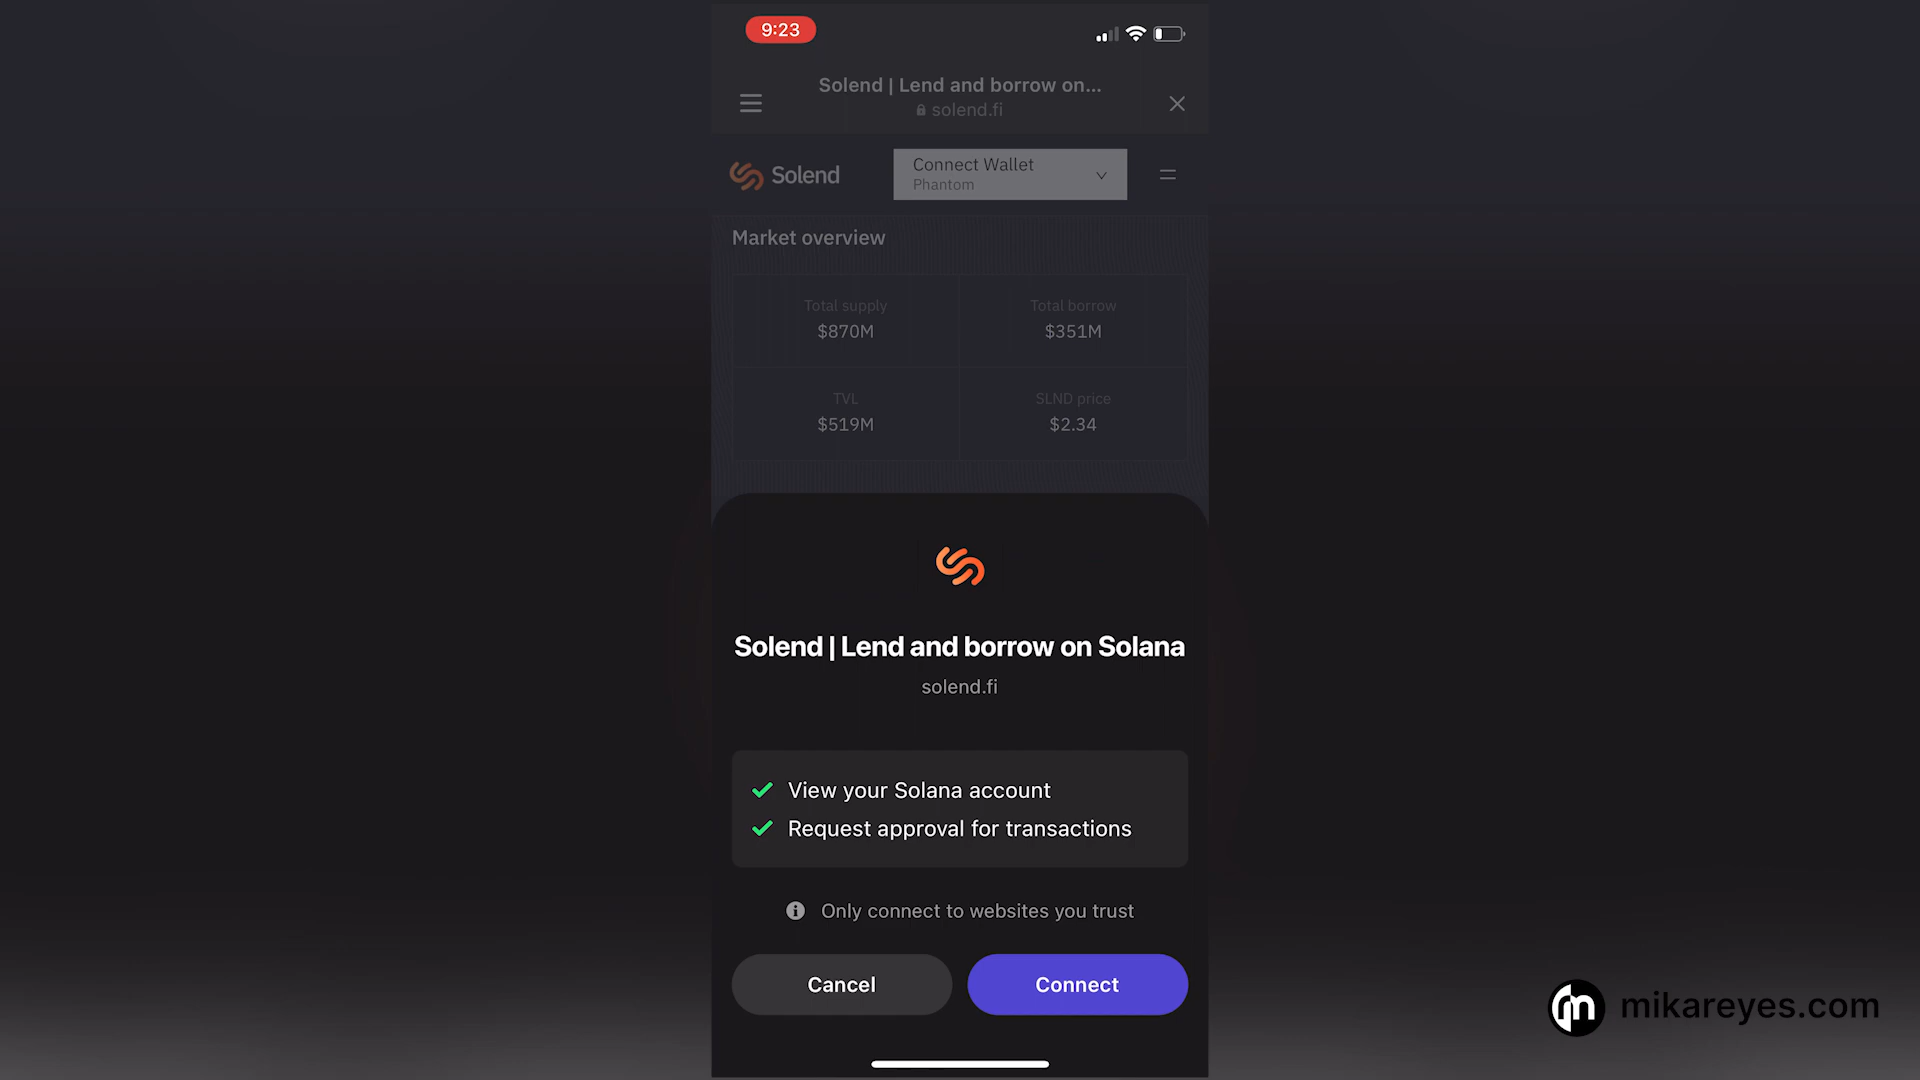 9:23
Solend | Lend and borrow on...
solend.fi
Solend
Connect Wallet
Phantom
Market overview
Total supply
$870M
Total borrow
$351M
TVL
$519M
SLND price
$2.34
Solend | Lend and borrow on Solana
solend.fi
View your Solana account
Request approval for transactions
Only connect to websites you trust
Cancel
Connect
mikareyes.com